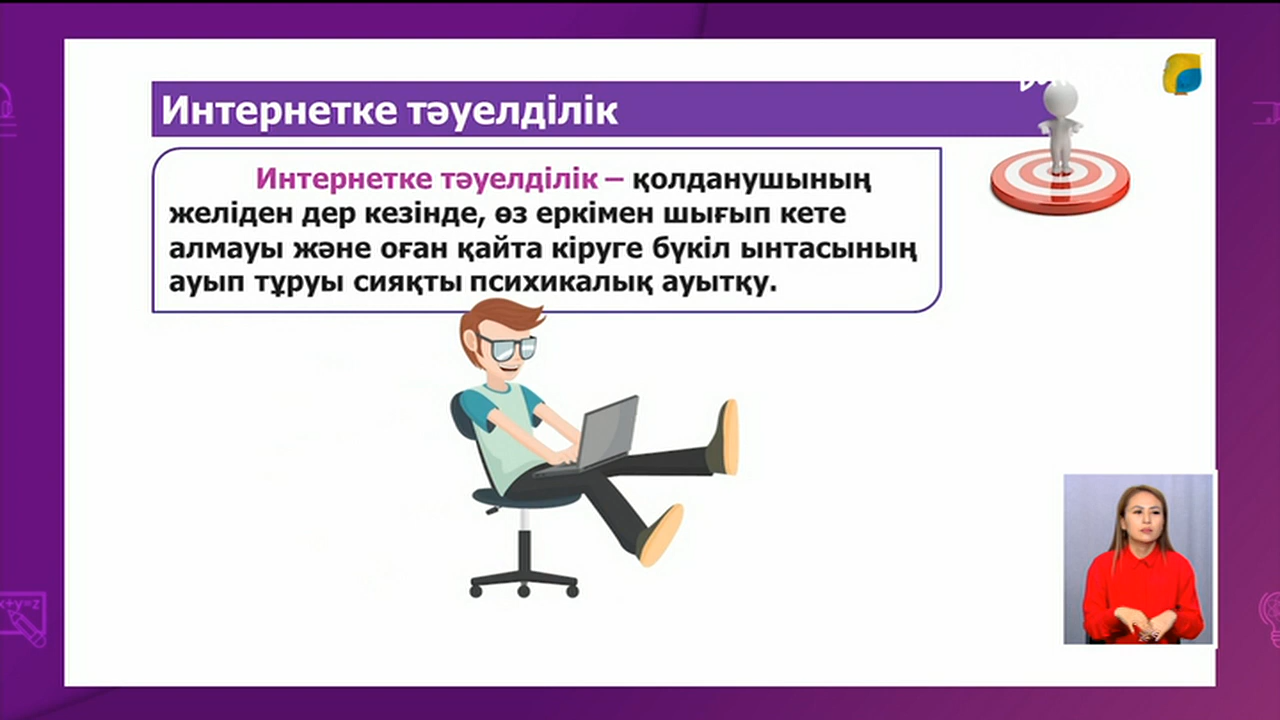 Интернетке тәуелділік
Интернетке тәуелділік – қолданушының
желіден дер кезінде, өз еркімен шығып кете
алмауы және оған қайта кіруге бүкіл ынтасының
ауып тұруы сияқты психикалық ауытқу.
x+y=z